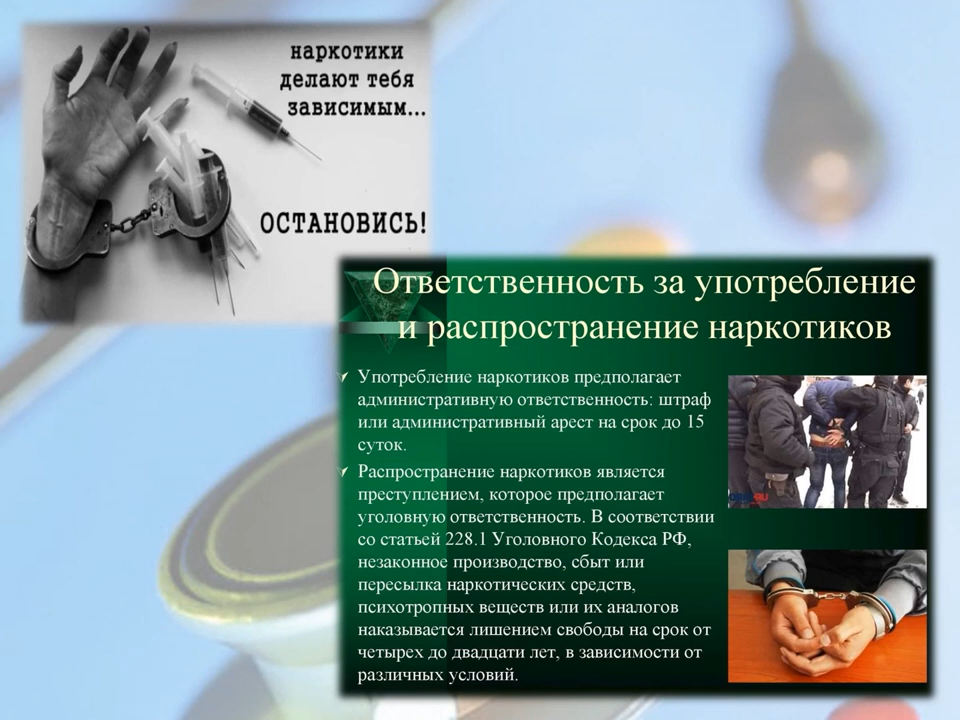 наркотики
делают тебя
зависимым...
ОСТАНОВИСЬ!
Ответственность за употребление
и распространение наркотиков
Употребление наркотиков предполагает
административную ответственность: штраф
или административный арест на срок до 15
суток.
Распространение наркотиков является
преступлением, которое предполагает
уголовную ответственность. В соответствии
со статьей 228.1 Уголовного Кодекса РФ,
незаконное производство, сбыт или
пересылка наркотических средств,
психотропных веществ или их аналогов
наказывается лишением свободы на срок от
четырех до двадцати лет, в зависимости от
различных условий.